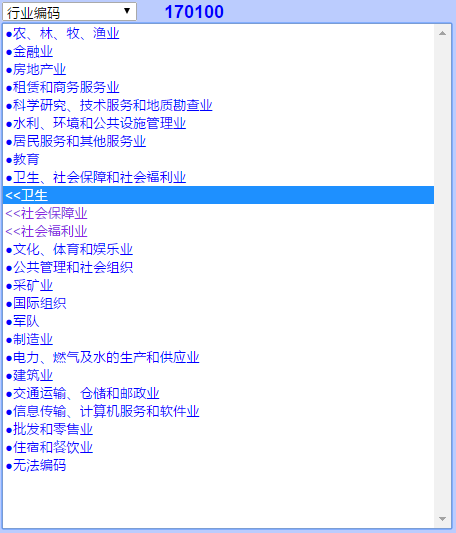 行业编码 170100
●农、林、牧、渔业
●金融业
●房地产业
●租赁和商务服务业
●科学研究、技术服务和地质勘查业
●水利、环境和公共设施管理业
●居民服务和其他服务业
●教育
●卫生、社会保障和社会福利业
<<卫生
<<社会保障业
<<社会福利业
●文化、体育和娱乐业
●公共管理和社会组织
●采矿业
●国际组织
●军队
●制造业
●电力、燃气及水的生产和供应业
●建筑业
●交通运输、仓储和邮政业
●信息传输、计算机服务和软件业
●批发和零售业
●住宿和餐饮业
●无法编码